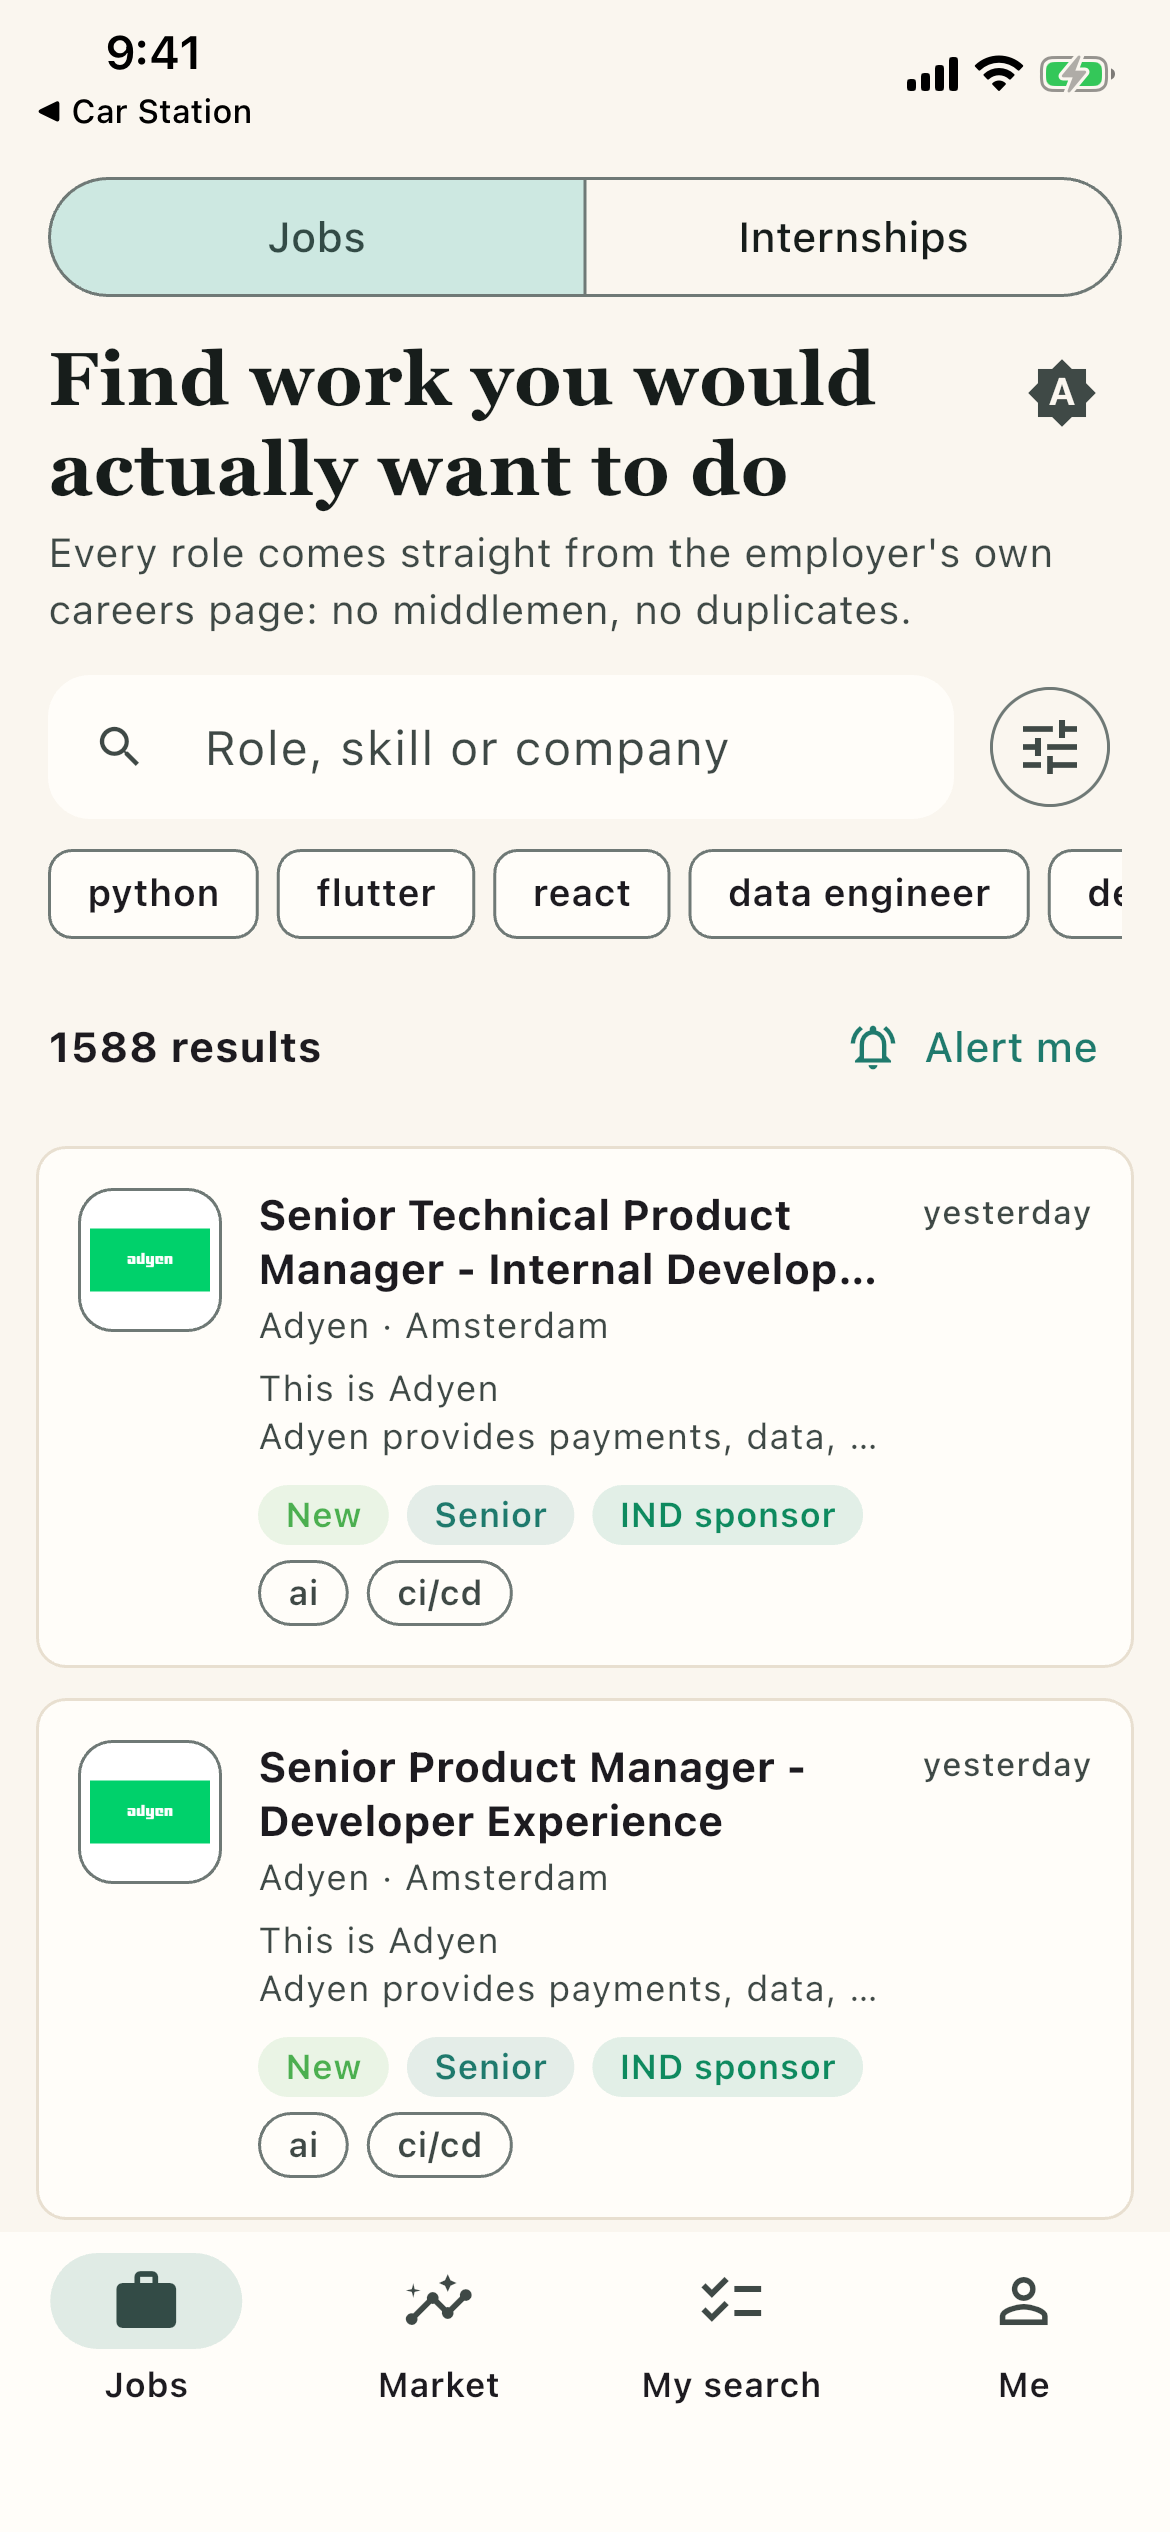 9:41
◀ Car Station
Jobs
Internships
Find work you would
actually want to do
A
Every role comes straight from the employer's own
careers page: no middlemen, no duplicates.
Role, skill or company
python
flutter
react
data engineer
de
1588 results
Alert me
adyen
Senior Technical Product
Manager - Internal Develop...
yesterday
Adyen · Amsterdam
This is Adyen
Adyen provides payments, data, ...
New
Senior
IND sponsor
ai
ci/cd
adyen
Senior Product Manager -
Developer Experience
yesterday
Adyen · Amsterdam
This is Adyen
Adyen provides payments, data, ...
New
Senior
IND sponsor
ai
ci/cd
Jobs
Market
My search
Me